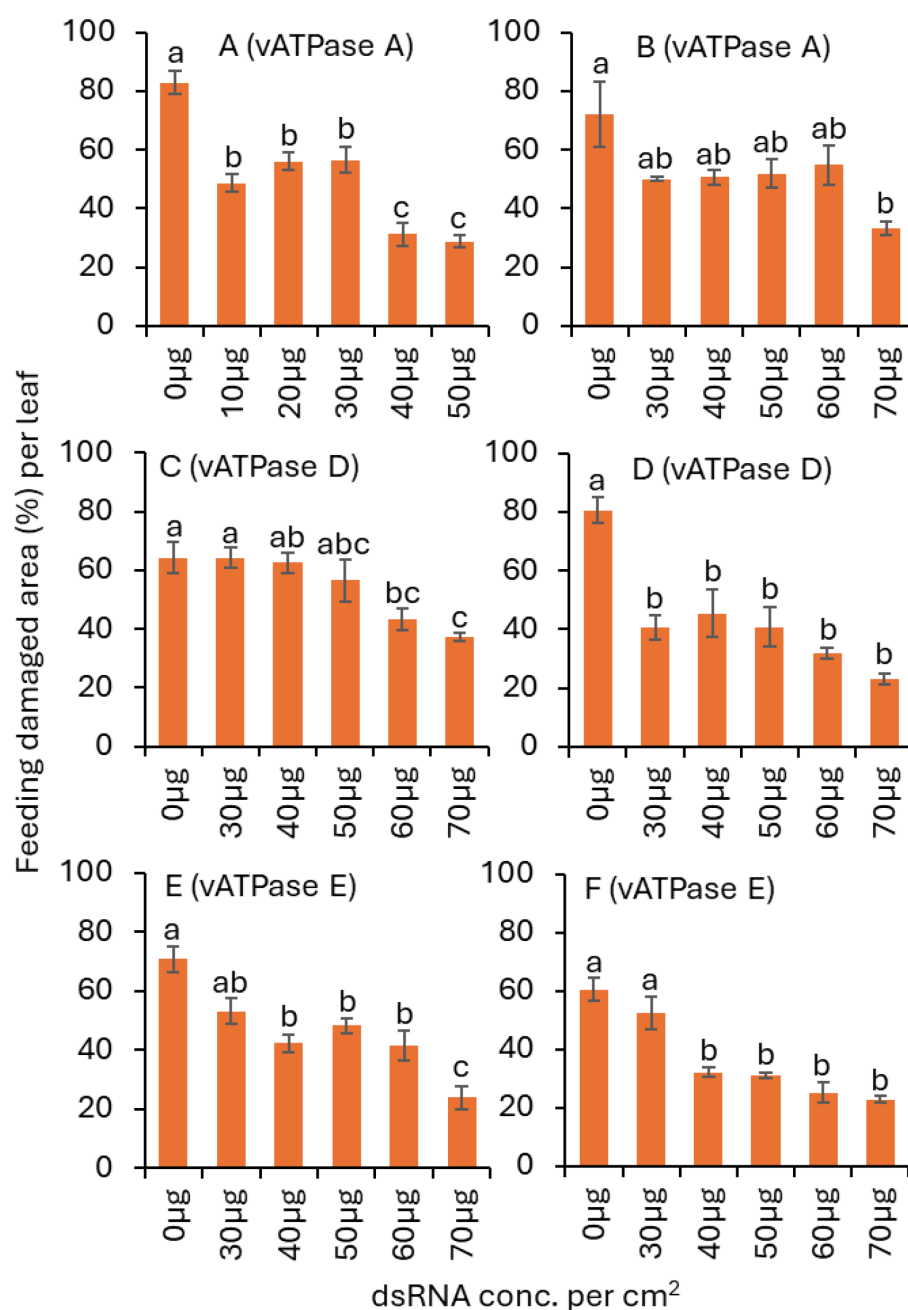 Feeding damaged area (%) per leaf
A (vATPase A)
100
80
60
40
20
0
a
b
b
b
c
c
0µg
10µg
20µg
30µg
40µg
50µg
B (vATPase A)
100
80
60
40
20
0
a
ab
ab
ab
ab
b
0µg
30µg
40µg
50µg
60µg
70µg
C (vATPase D)
100
80
60
40
20
0
a
a
ab
abc
bc
c
0µg
30µg
40µg
50µg
60µg
70µg
D (vATPase D)
100
80
60
40
20
0
a
b
b
b
b
b
0µg
30µg
40µg
50µg
60µg
70µg
E (vATPase E)
100
80
60
40
20
0
a
ab
b
b
b
c
0µg
30µg
40µg
50µg
60µg
70µg
F (vATPase E)
100
80
60
40
20
0
a
a
b
b
b
b
0µg
30µg
40µg
50µg
60µg
70µg
dsRNA conc. per cm²